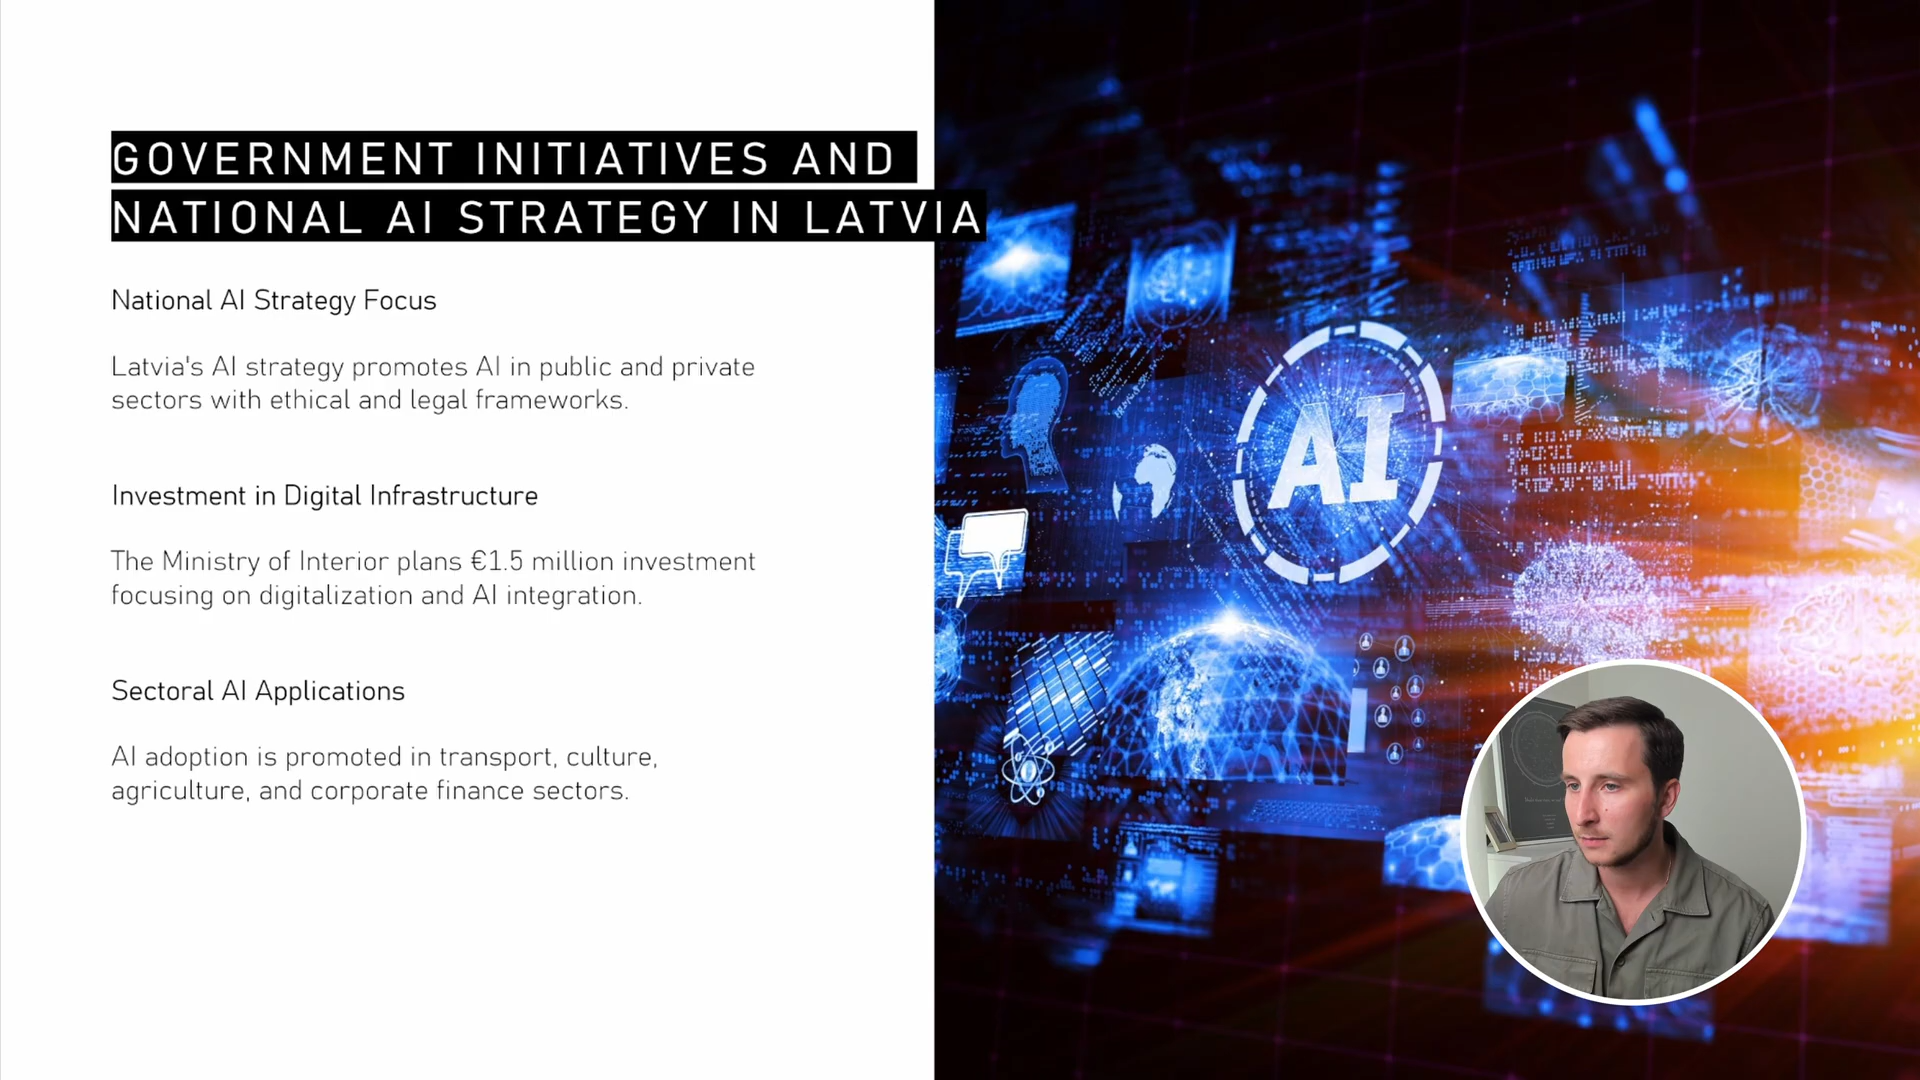 GOVERNMENT INITIATIVES AND
NATIONAL AI STRATEGY IN LATVIA
National AI Strategy Focus
Latvia's AI strategy promotes AI in public and private
sectors with ethical and legal frameworks.
Investment in Digital Infrastructure
The Ministry of Interior plans €1.5 million investment
focusing on digitalization and AI integration.
Sectoral AI Applications
AI adoption is promoted in transport, culture,
agriculture, and corporate finance sectors.
AI